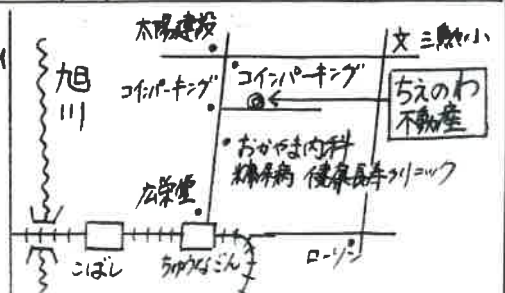 太陽建設
文 三勲小
旭川
コインパーキング
コインパーキング
ちえのわ
不動産
おかやま内科
糖尿病 健康長寿クリニック
広栄堂
こばし
ちゅうなごん
ローソン